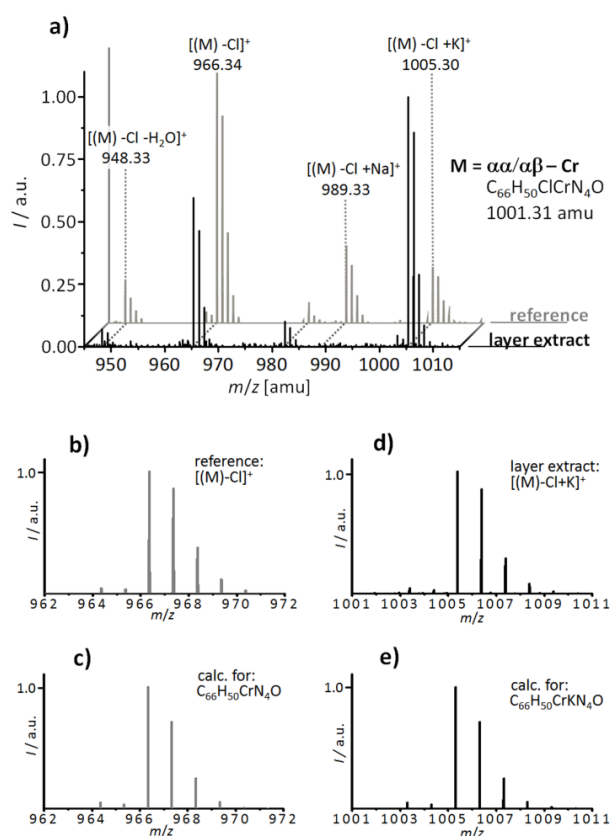 a)
[((M) -Cl]⁺
966.34
[((M) -Cl +K]⁺
1005.30
[((M) -Cl -H₂O)]⁺
948.33
[((M) -Cl +Na]⁺
989.33
M = αα/αβ – Cr
C₆₆H₅₀ClCrN₄O
1001.31 amu
1.00
0.75
0.50
0.25
0.00
I / a.u.
reference
layer extract
950 960 970 980 990 1000 1010
m/z [amu]
b)
reference:
[(M)-Cl]⁺
1.0
I / a.u.
962 964 966 968 970 972
m/z
d)
layer extract:
[(M)-Cl+K]⁺
1.0
I / a.u.
1001 1003 1005 1007 1009 1011
m/z
c)
calc. for:
C₆₆H₅₀CrN₄O
1.0
I / a.u.
962 964 966 968 970 972
m/z
e)
calc. for:
C₆₆H₅₀CrKN₄O
1.0
I / a.u.
1001 1003 1005 1007 1009 1011
m/z